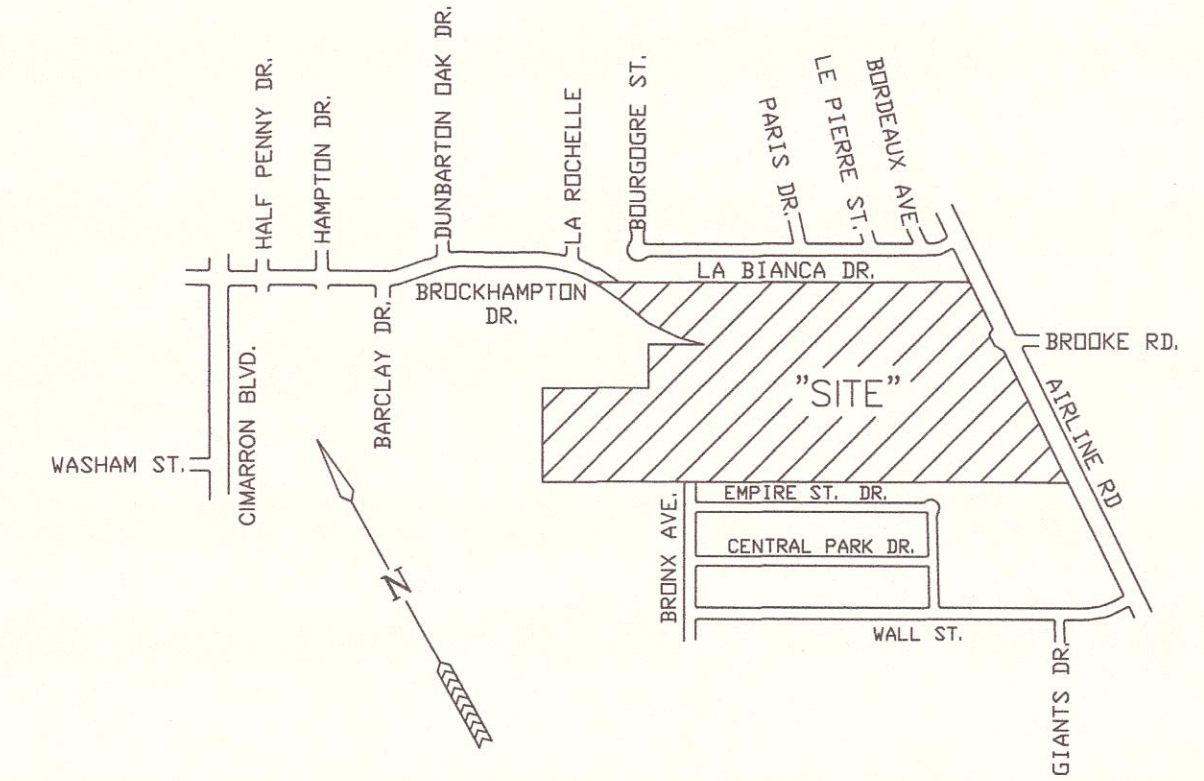 HALF PENNY DR.
HAMPTON DR.
DUNBARTON OAK DR.
LA ROCHELLE
BOURGOGRE ST.
PARIS DR.
LE PIERRE ST.
BORDEAUX AVE
LA BIANCA DR.
BROCKHAMPTON
DR.
BARCLAY DR.
CIMARRON BLVD.
WASHAM ST.
BROOKE RD.
"SITE"
AIRLINE RD
EMPIRE ST. DR.
BRONX AVE.
CENTRAL PARK DR.
WALL ST.
GIANTS DR.
N